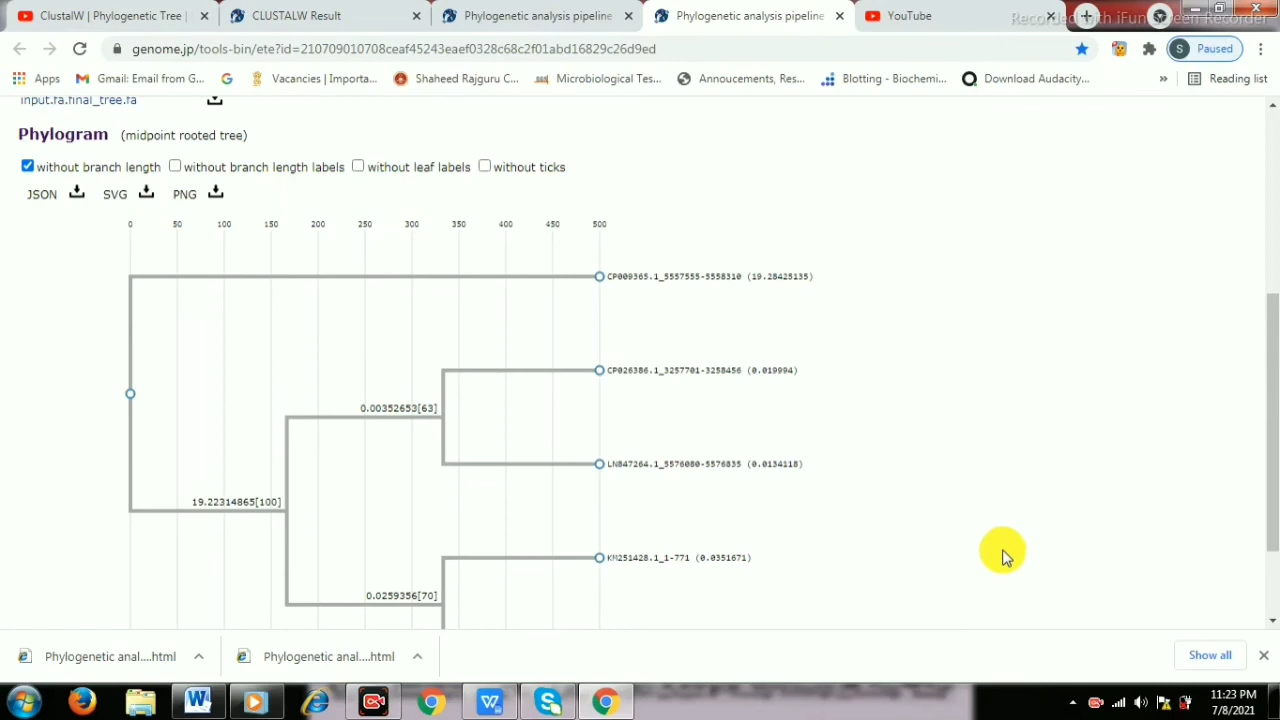 ClustalW | Phylogenetic Tree |
CLUSTALW Result
Phylogenetic analysis pipeline
Phylogenetic analysis pipeline
YouTube
Recorded with iFun Screen Recorder
genome.jp/tools-bin/ete?id=210709010708ceaf45243eaef0328c68c2f01abd16829c26d9ed
S Paused
Apps
Gmail: Email from G...
Vacancies | Importa...
Shaheed Rajguru C...
Microbiological Tes...
Annoucements, Res...
Blotting - Biochemi...
Download Audacity...
»
Reading list
input.fa.final_tree.fa
Phylogram (midpoint rooted tree)
without branch length without branch length labels without leaf labels without ticks
JSON SVG PNG
0 50 100 150 200 250 300 350 400 450 500
CP009365.1_5557555-5558310 (19.28425135)
CP026386.1_3257701-3258456 (0.019994)
0.00352653[63]
LN847264.1_5576080-5576835 (0.0134118)
19.22314865[100]
KM251428.1_1-771 (0.0351671)
0.0259356[70]
Phylogenetic anal....html
Phylogenetic anal....html
Show all
11:23 PM
7/8/2021